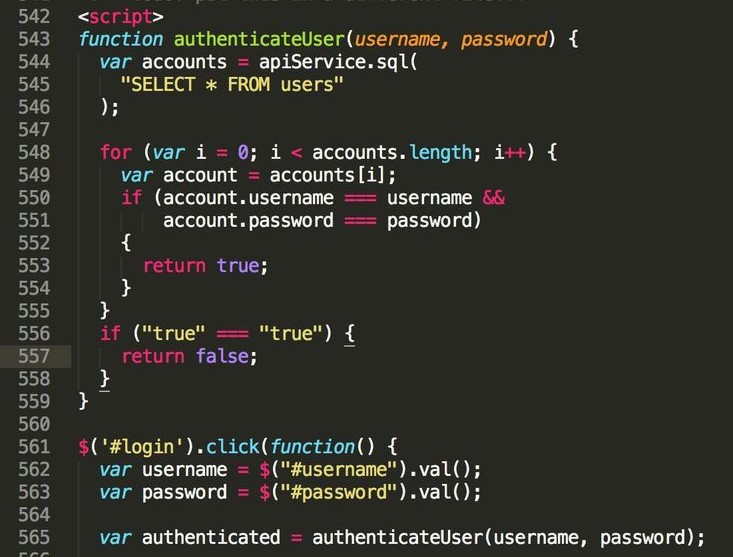 542 <script>
543 function authenticateUser(username, password) {
544 var accounts = apiService.sql(
545 "SELECT * FROM users"
546 );
547
548 for (var i = 0; i < accounts.length; i++) {
549 var account = accounts[i];
550 if (account.username === username &&
551 account.password === password)
552 {
553 return true;
554 }
555 }
556 if ("true" === "true") {
557 return false;
558 }
559 }
560
561 $('#login').click(function() {
562 var username = $("#username").val();
563 var password = $("#password").val();
564
565 var authenticated = authenticateUser(username, password);